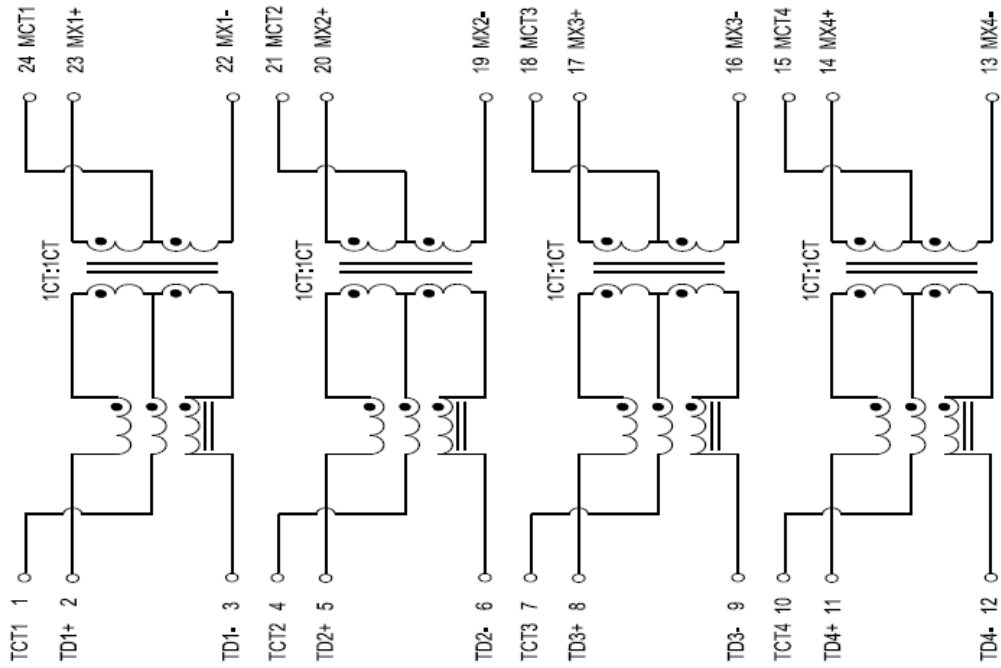 24 MCT1
23 MX1+
22 MX1-
21 MCT2
20 MX2+
19 MX2-
18 MCT3
17 MX3+
16 MX3-
15 MCT4
14 MX4+
13 MX4-
1CT:1CT
1CT:1CT
1CT:1CT
1CT:1CT
TCT1 1
TD1+ 2
TD1- 3
TCT2 4
TD2+ 5
TD2- 6
TCT3 7
TD3+ 8
TD3- 9
TCT4 10
TD4+ 11
TD4- 12